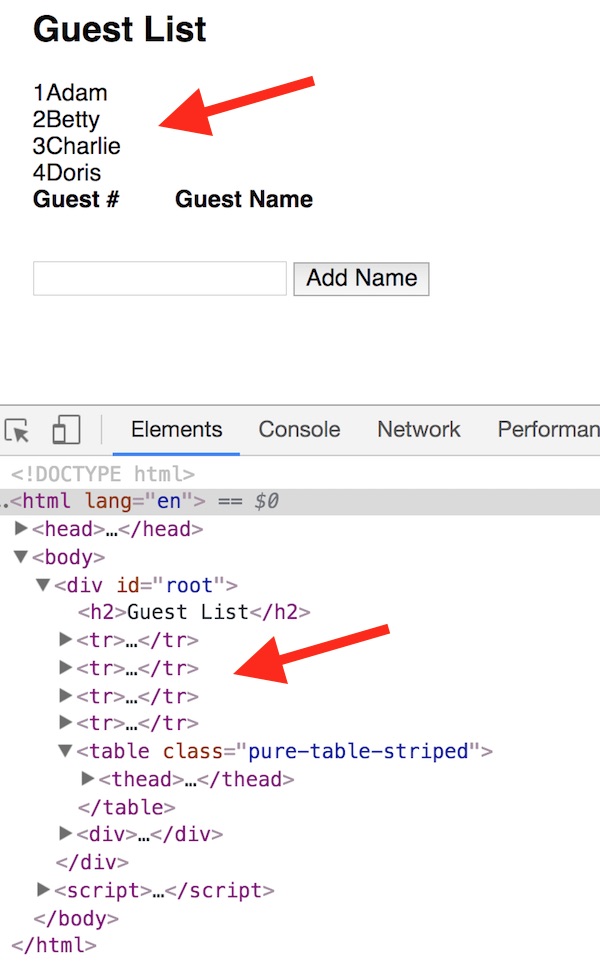 Guest List
1Adam
2Betty
3Charlie
4Doris
Guest # Guest Name
Add Name
Elements Console Network Performan
<!DOCTYPE html>
..<html lang="en"> == $0
▶<head>…</head>
▼<body>
▼<div id="root">
<h2>Guest List</h2>
▶<tr>…</tr>
▶<tr>…</tr>
▶<tr>…</tr>
▶<tr>…</tr>
▼<table class="pure-table-striped">
▶<thead>…</thead>
</table>
▶<div>…</div>
</div>
▶<script>…</script>
</body>
</html>